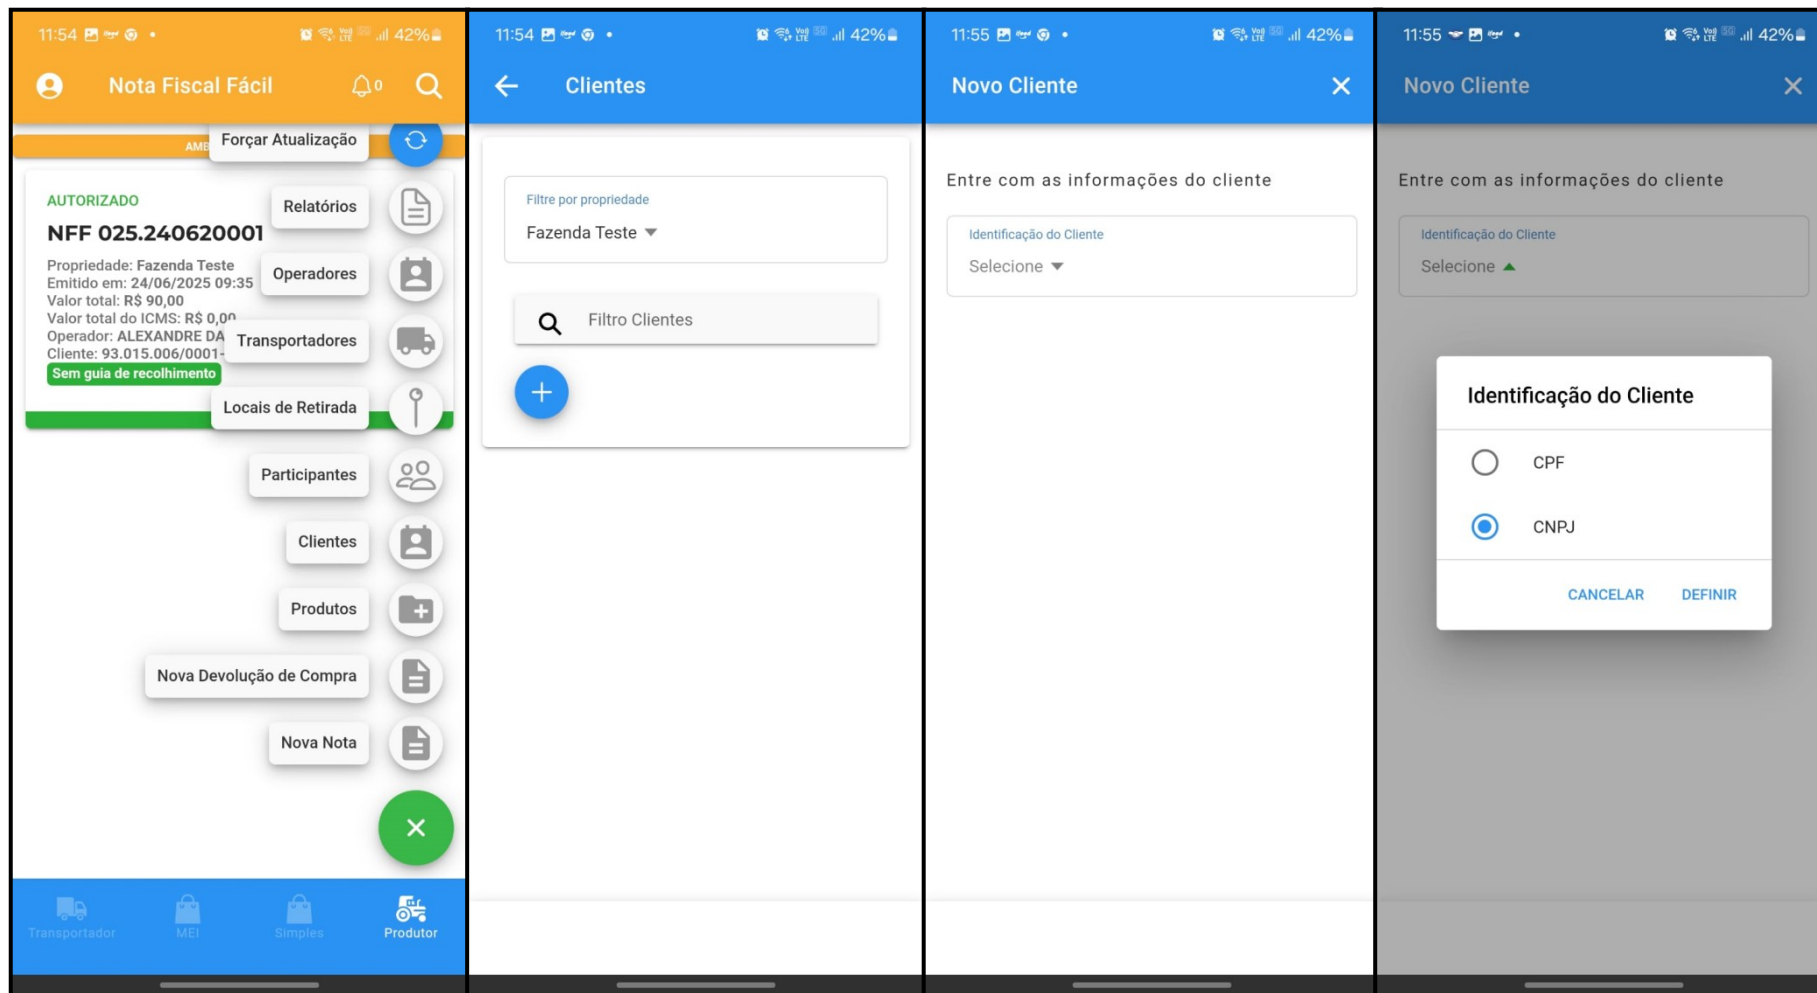 11:54
42%
Nota Fiscal Fácil
0
Forçar Atualização
AUTORIZADO
Relatórios
NFF 025.240620001
Propriedade: Fazenda Teste
Operadores
Emitido em: 24/06/2025 09:35
Valor total: R$ 90,00
Valor total do ICMS: R$ 0,00
Operador: ALEXANDRE DA
Transportadores
Cliente: 93.015.006/0001-
Sem guia de recolhimento
Locais de Retirada
Participantes
Clientes
Produtos
Nova Devolução de Compra
Nova Nota
Transportador
MEI
Simples
Produtor
11:54
42%
Clientes
Filtre por propriedade
Fazenda Teste
Filtro Clientes
11:55
42%
Novo Cliente
Entre com as informações do cliente
Identificação do Cliente
Selecione
11:55
42%
Novo Cliente
Entre com as informações do cliente
Identificação do Cliente
Selecione
Identificação do Cliente
CPF
CNPJ
CANCELAR DEFINIR